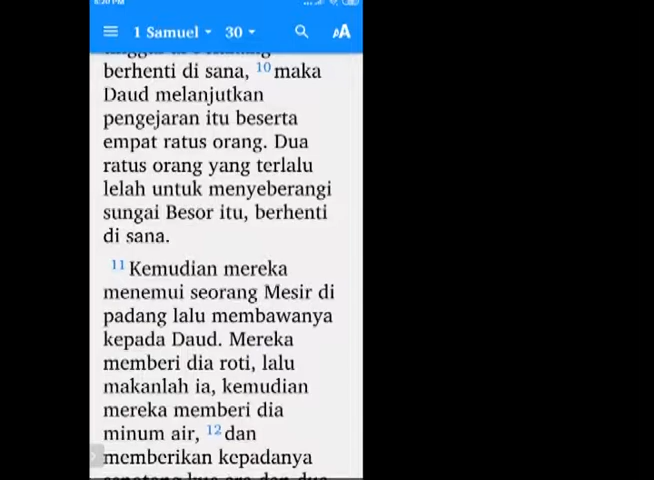 1 Samuel 30
berhenti di sana, 10 maka
Daud melanjutkan
pengejaran itu beserta
empat ratus orang. Dua
ratus orang yang terlalu
lelah untuk menyeberangi
sungai Besor itu, berhenti
di sana.
11 Kemudian mereka
menemui seorang Mesir di
padang lalu membawanya
kepada Daud. Mereka
memberi dia roti, lalu
makanlah ia, kemudian
mereka memberi dia
minum air, 12 dan
memberikan kepadanya